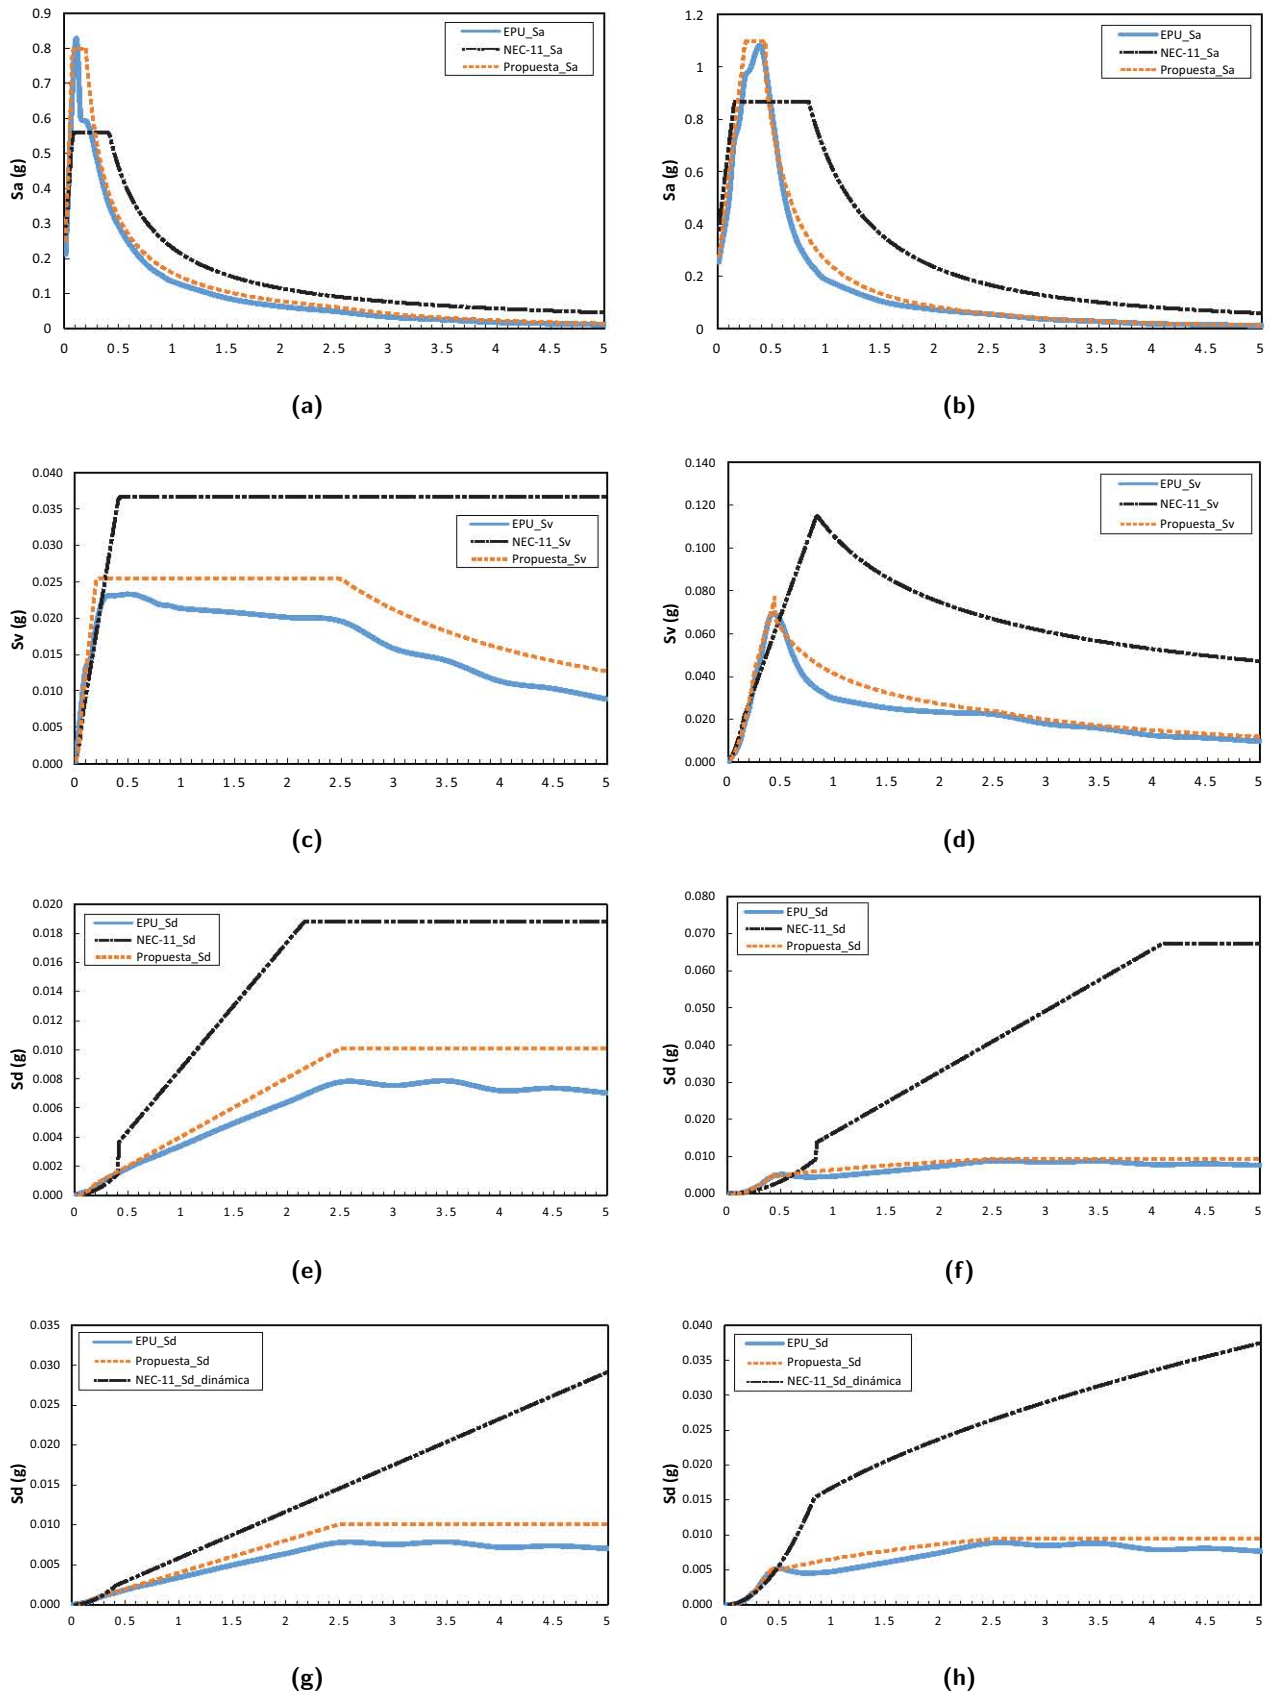 0.9
0.8
0.7
0.6
0.5
0.4
0.3
0.2
0.1
0
Sa (g)
EPU_Sa
NEC-11_Sa
Propuesta_Sa
0 0.5 1 1.5 2 2.5 3 3.5 4 4.5 5
(a)
1.2
1
0.8
0.6
0.4
0.2
0
Sa (g)
EPU_Sa
NEC-11_Sa
Propuesta_Sa
0 0.5 1 1.5 2 2.5 3 3.5 4 4.5 5
(b)
0.040
0.035
0.030
0.025
0.020
0.015
0.010
0.005
0.000
Sv (g)
EPU_Sv
NEC-11_Sv
Propuesta_Sv
0 0.5 1 1.5 2 2.5 3 3.5 4 4.5 5
(c)
0.140
0.120
0.100
0.080
0.060
0.040
0.020
0.000
Sv (g)
EPU_Sv
NEC-11_Sv
Propuesta_Sv
0 0.5 1 1.5 2 2.5 3 3.5 4 4.5 5
(d)
0.020
0.018
0.016
0.014
0.012
0.010
0.008
0.006
0.004
0.002
0.000
Sd (g)
EPU_Sd
NEC-11_Sd
Propuesta_Sd
0 0.5 1 1.5 2 2.5 3 3.5 4 4.5 5
(e)
0.080
0.070
0.060
0.050
0.040
0.030
0.020
0.010
0.000
Sd (g)
EPU_Sd
NEC-11_Sd
Propuesta_Sd
0 0.5 1 1.5 2 2.5 3 3.5 4 4.5 5
(f)
0.035
0.030
0.025
0.020
0.015
0.010
0.005
0.000
Sd (g)
EPU_Sd
Propuesta_Sd
NEC-11_Sd_dinámica
0 0.5 1 1.5 2 2.5 3 3.5 4 4.5 5
(g)
0.040
0.035
0.030
0.025
0.020
0.015
0.010
0.005
0.000
Sd (g)
EPU_Sd
Propuesta_Sd
NEC-11_Sd_dinámica
0 0.5 1 1.5 2 2.5 3 3.5 4 4.5 5
(h)